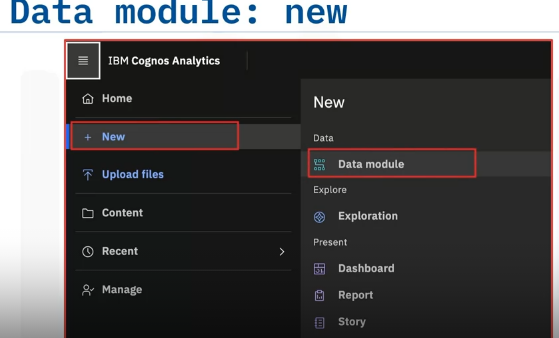 Data module: new
IBM Cognos Analytics
Home
New
Upload files
Content
Recent
Manage
New
Data
Data module
Explore
Exploration
Present
Dashboard
Report
Story